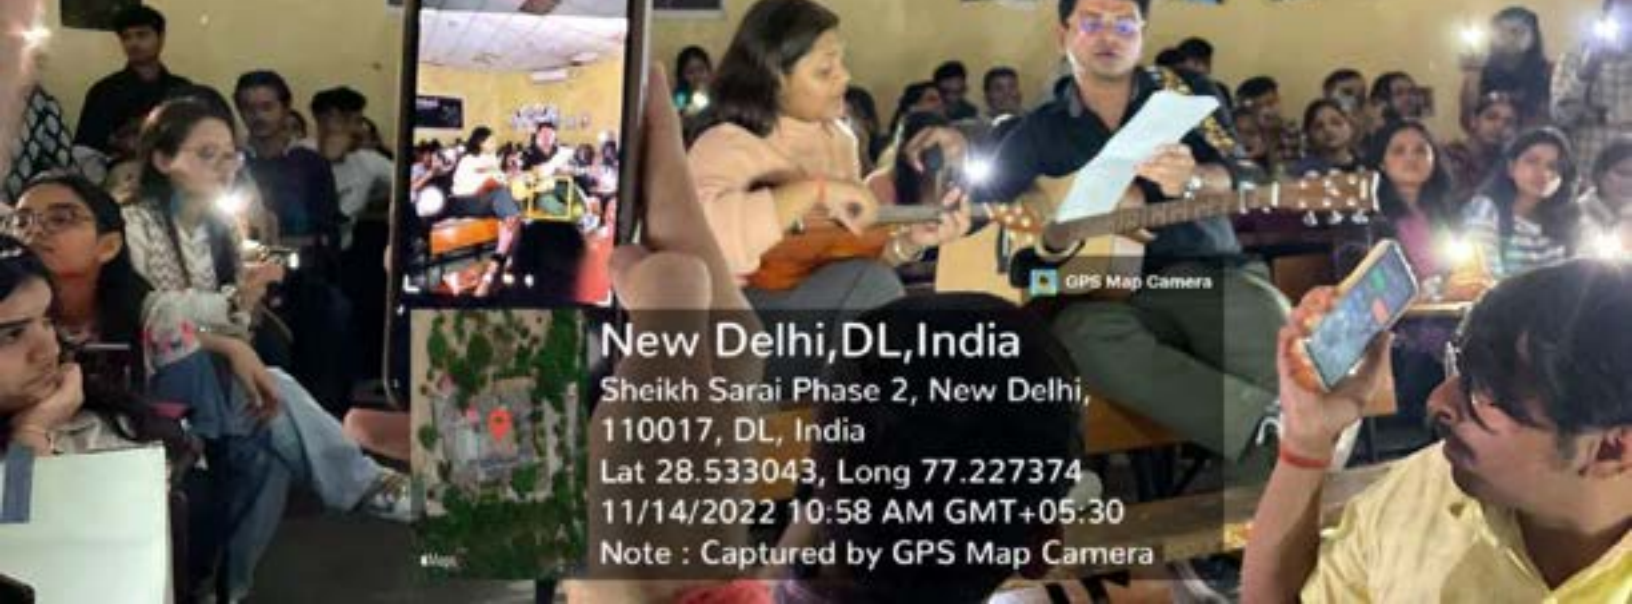 GPS Map Camera
New Delhi,DL,India
Sheikh Sarai Phase 2, New Delhi,
110017, DL, India
Lat 28.533043, Long 77.227374
11/14/2022 10:58 AM GMT+05:30
Note : Captured by GPS Map Camera
Maps